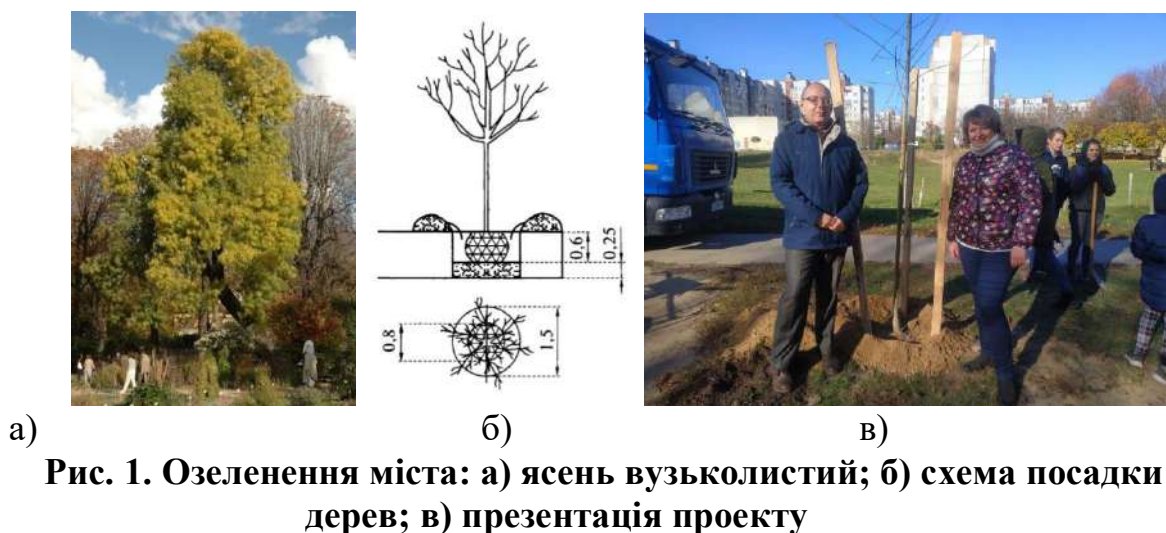 0,6
0,25
0,8
1,5
а)
б)
в)
Рис. 1. Озеленення міста: а) ясень вузьколистий; б) схема посадки
дерев; в) презентація проекту